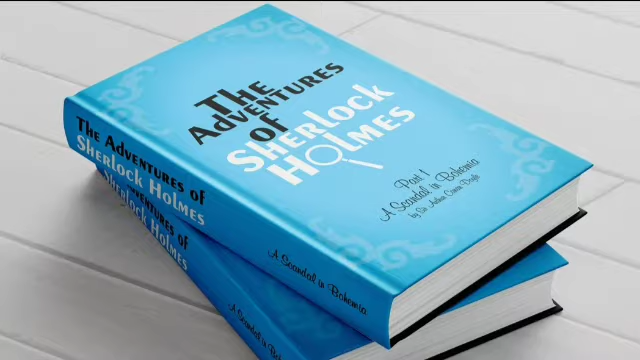 The
Adventures
of
Sherlock
Holmes
Part 1
A Scandal in Bohemia
by Sir Arthur Conan Doyle
The Adventures of
Sherlock Holmes
A Scandal in Bohemia
Adventures of
Sherlock Holmes
A Scandal in